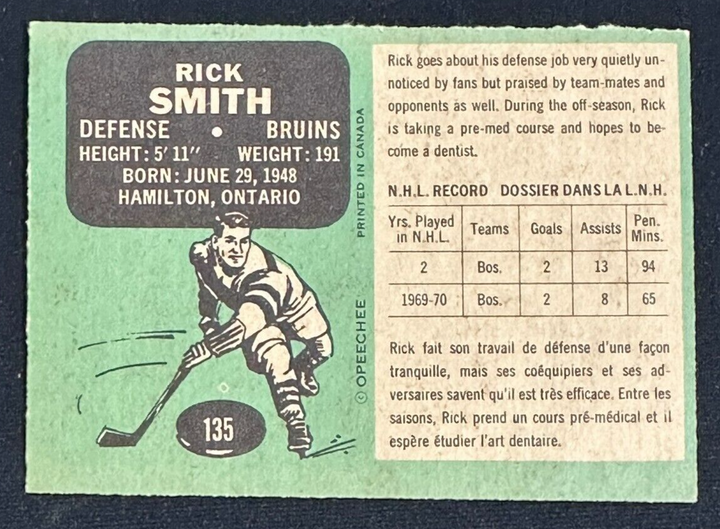 RICK
SMITH
DEFENSE • BRUINS
HEIGHT: 5' 11" WEIGHT: 191
BORN: JUNE 29, 1948
HAMILTON, ONTARIO
135
© OPEECHEE PRINTED IN CANADA
Rick goes about his defense job very quietly un-
noticed by fans but praised by team-mates and
opponents as well. During the off-season, Rick
is taking a pre-med course and hopes to be-
come a dentist.
N.H.L. RECORD DOSSIER DANS LA L.N.H.
Yrs. Played in N.H.L. Teams Goals Assists Pen. Mins.
2 Bos. 2 13 94
1969-70 Bos. 2 8 65
Rick fait son travail de défense d'une façon
tranquille, mais ses coéquipiers et ses ad-
versaires savent qu'il est très efficace. Entre les
saisons, Rick prend un cours pré-médical et il
espère étudier l'art dentaire.